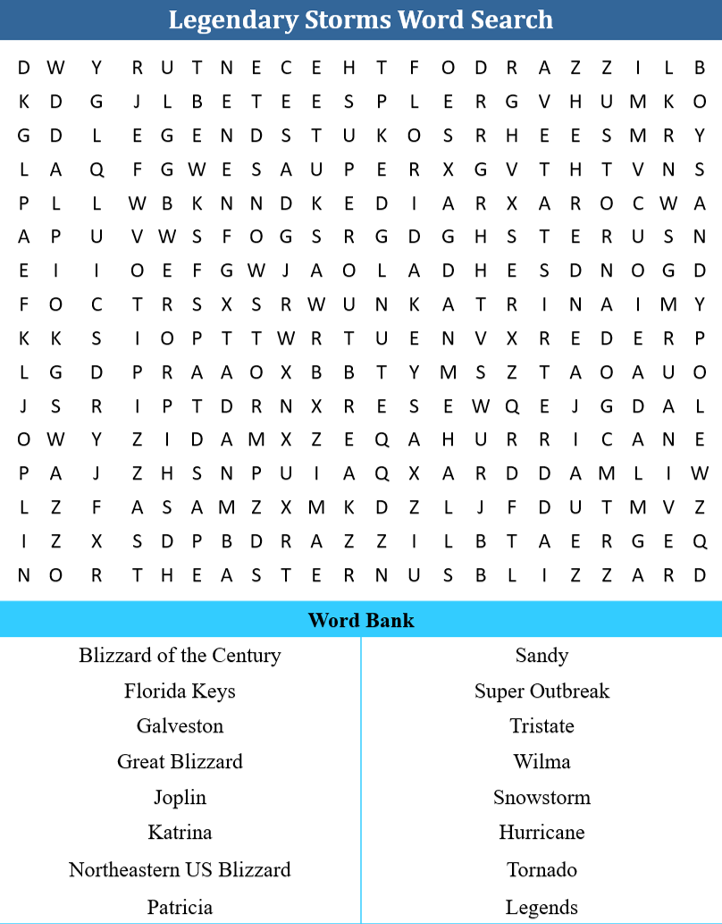 Legendary Storms Word Search
D W Y R U T N E C E H T F O D R A Z Z I L B
K D G J L B E T E E S P L E R G V H U M K O
G D L E G E N D S T U K O S R H E E S M R Y
L A Q F G W E S A U P E R X G V T H T V N S
P L L W B K N N D K E D I A R X A R O C W A
A P U V W S F O G S R G D G H S T E R U S N
E I I O E F G W J A O L A D H E S D N O G D
F O C T R S X S R W U N K A T R I N A I M Y
K K S I O P T T W R T U E N V X R E D E R P
L G D P R A A O X B B T Y M S Z T A O A U O
J S R I P T D R N X R E S E W Q E J G D A L
O W Y Z I D A M X Z E Q A H U R R I C A N E
P A J Z H S N P U I A Q X A R D D A M L I W
L Z F A S A M Z X M K D Z L J F D U T M V Z
I Z X S D P B D R A Z Z I L B T A E R G E Q
N O R T H E A S T E R N U S B L I Z Z A R D
Word Bank
Blizzard of the Century Sandy
Florida Keys Super Outbreak
Galveston Tristate
Great Blizzard Wilma
Joplin Snowstorm
Katrina Hurricane
Northeastern US Blizzard Tornado
Patricia Legends